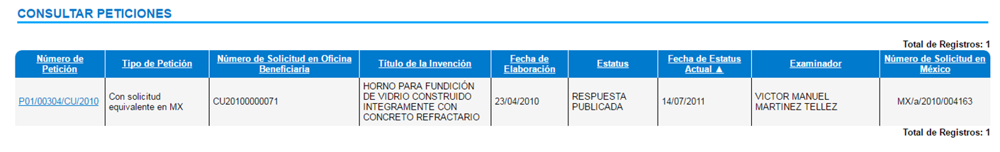 CONSULTAR PETICIONES
Total de Registros: 1
Número de Petición
Tipo de Petición
Número de Solicitud en Oficina Beneficiaria
Título de la Invención
Fecha de Elaboración
Estatus
Fecha de Estatus Actual ▲
Examinador
Número de Solicitud en México
P01/00304/CU/2010
Con solicitud
equivalente en MX
CU20100000071
HORNO PARA FUNDICIÓN
DE VIDRIO CONSTRUIDO
INTEGRAMENTE CON
CONCRETO REFRACTARIO
23/04/2010
RESPUESTA
PUBLICADA
14/07/2011
VICTOR MANUEL
MARTINEZ TELLEZ
MX/a/2010/004163
Total de Registros: 1